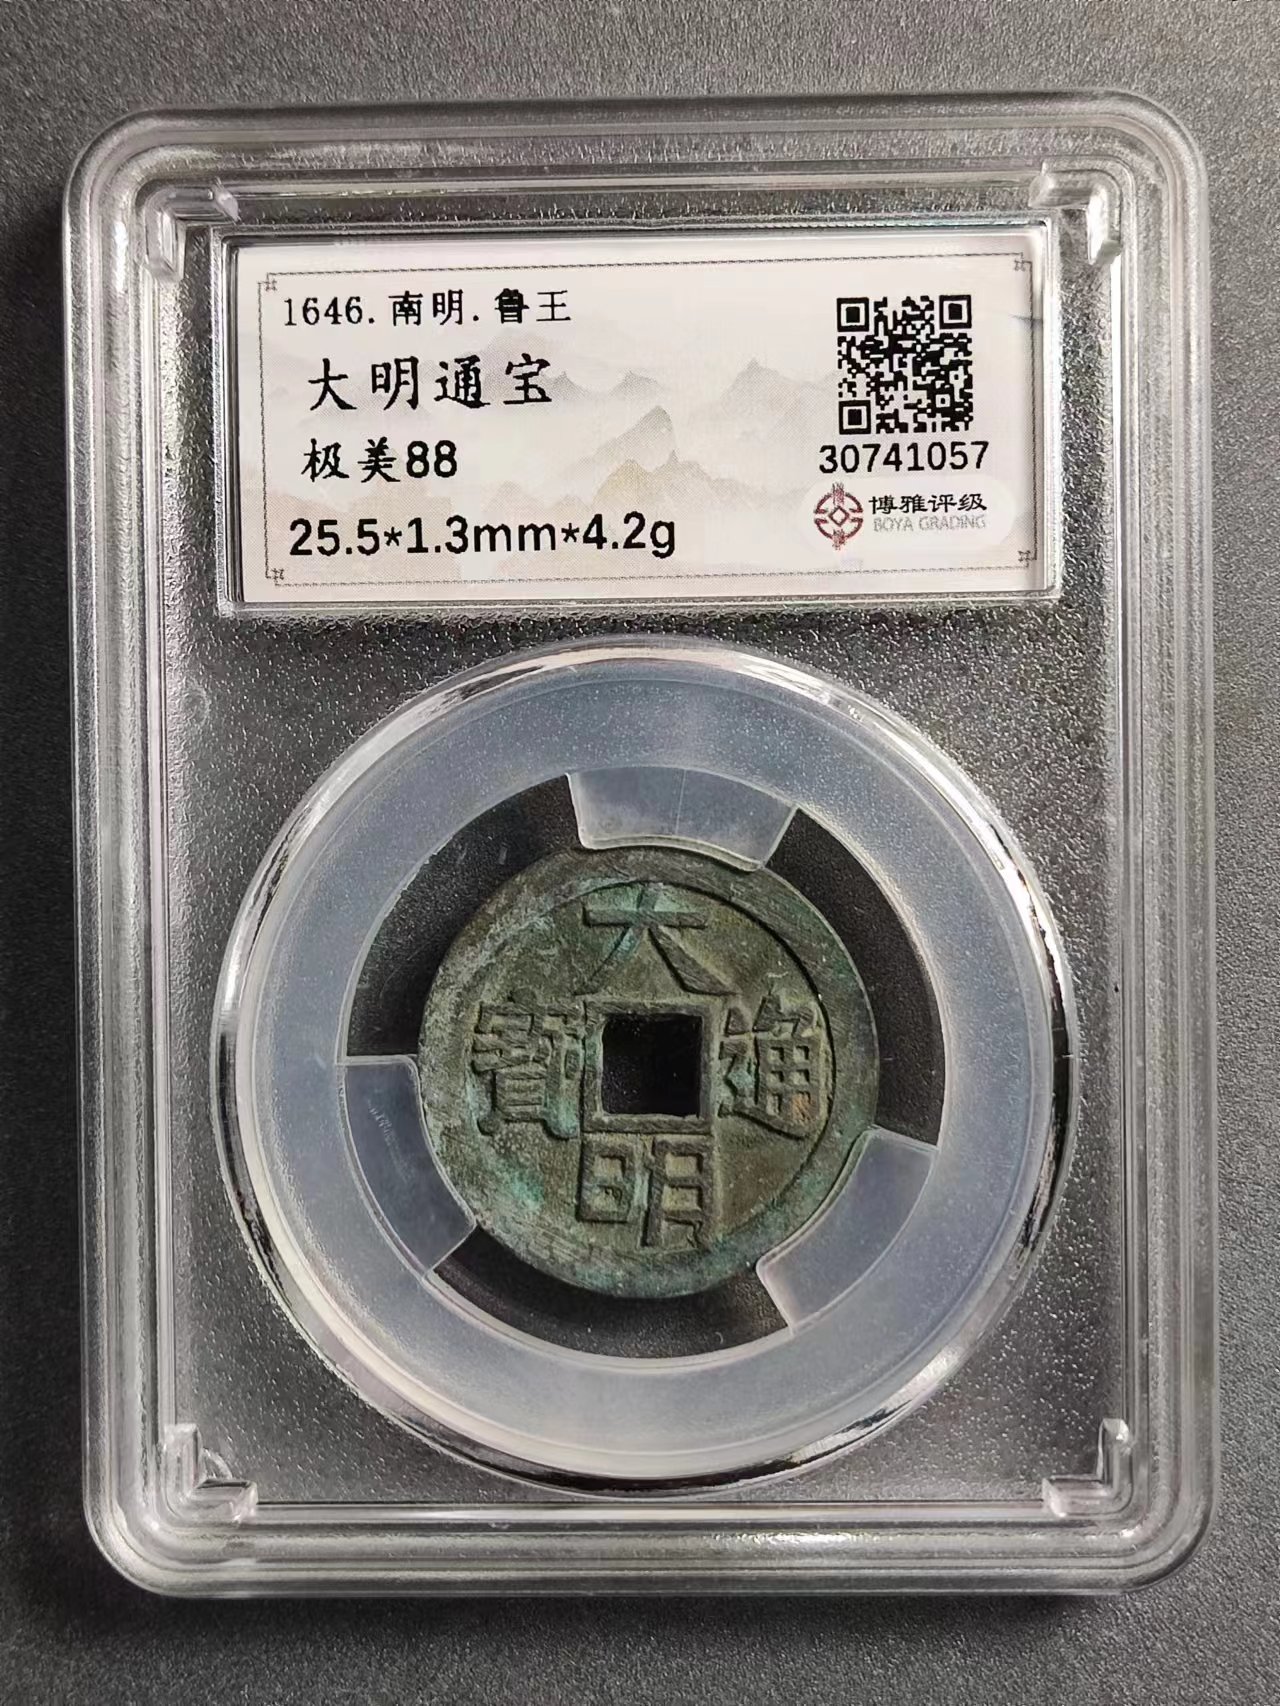 1646.南明.鲁王
大明通宝
极美88
25.5*1.3mm*4.2g
30741057
博雅评级
BOYA GRADING
大明通寳